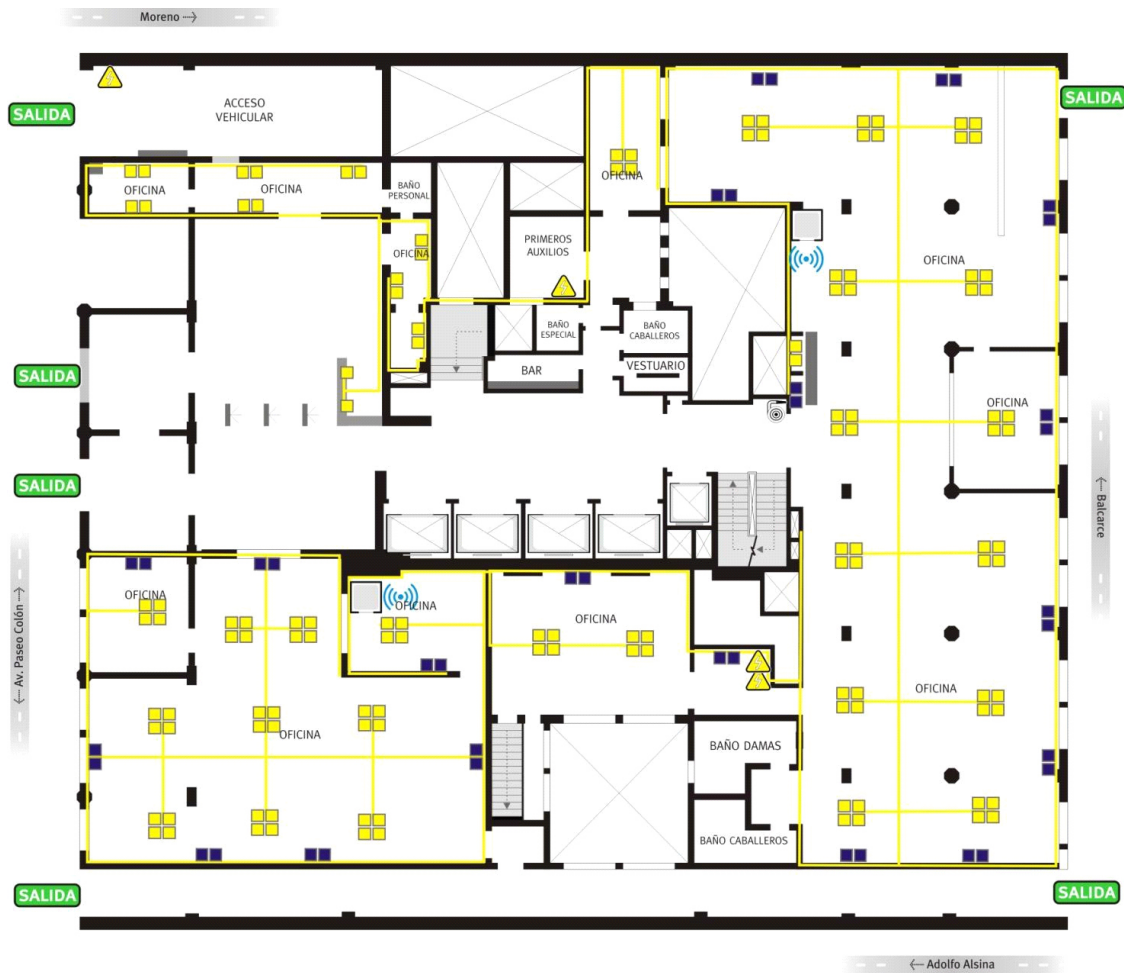 Moreno -->
SALIDA
ACCESO
VEHICULAR
SALIDA
OFICINA
OFICINA
BAÑO
PERSONAL
OFICINA
PRIMEROS
AUXILIOS
OFICINA
OFICINA
BAÑO
ESPECIAL
BAÑO
CABALLEROS
SALIDA
BAR
VESTUARIO
OFICINA
SALIDA
<-- Balcarce
<-- Av. Paseo Colón
OFICINA
OFICINA
OFICINA
OFICINA
OFICINA
BAÑO DAMAS
BAÑO CABALLEROS
SALIDA
SALIDA
<-- Adolfo Alsina